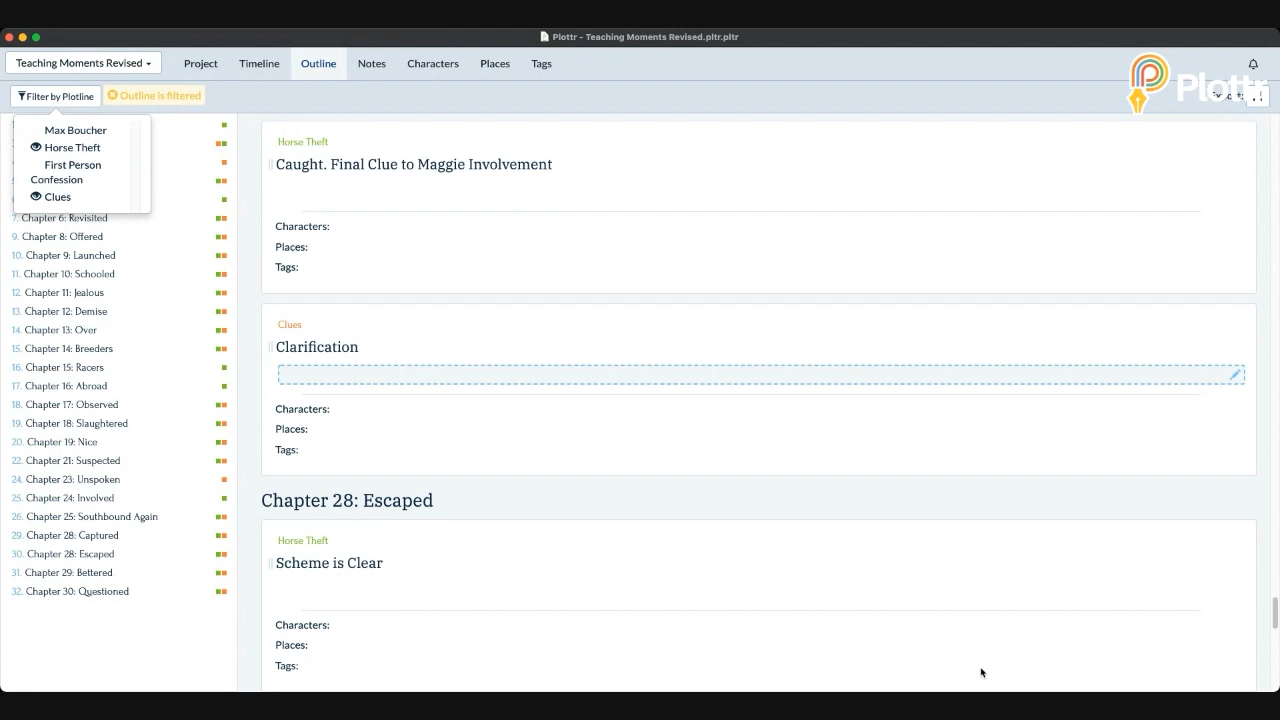 Plottr - Teaching Moments Revised.pltr.pltr
Teaching Moments Revised
Project
Timeline
Outline
Notes
Characters
Places
Tags
Plottr
Filter by Plotline
Outline is filtered
Max Boucher
Horse Theft
First Person
Confession
Clues
7. Chapter 6: Revisited
9. Chapter 8: Offered
10. Chapter 9: Launched
11. Chapter 10: Schooled
12. Chapter 11: Jealous
13. Chapter 12: Demise
14. Chapter 13: Over
15. Chapter 14: Breeders
16. Chapter 15: Racers
17. Chapter 16: Abroad
18. Chapter 17: Observed
19. Chapter 18: Slaughtered
20. Chapter 19: Nice
22. Chapter 21: Suspected
24. Chapter 23: Unspoken
25. Chapter 24: Involved
26. Chapter 25: Southbound Again
29. Chapter 28: Captured
30. Chapter 28: Escaped
31. Chapter 29: Bettered
32. Chapter 30: Questioned
Horse Theft
Caught. Final Clue to Maggie Involvement
Characters:
Places:
Tags:
Clues
Clarification
Characters:
Places:
Tags:
Chapter 28: Escaped
Horse Theft
Scheme is Clear
Characters:
Places:
Tags: